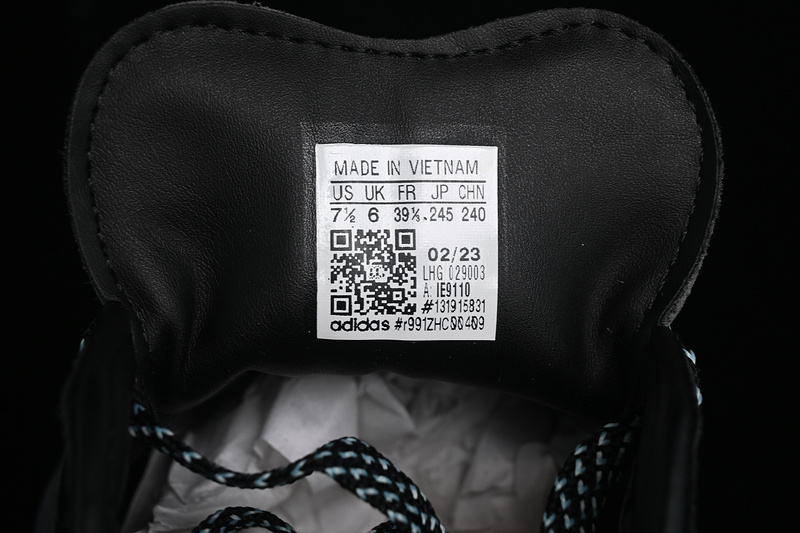 MADE IN VIETNAM
US UK FR JP CHN
7½ 6 39⅓ 245 240
02/23
LHG 029003
A: IE9110
#131915831
adidas #r991ZHC00409